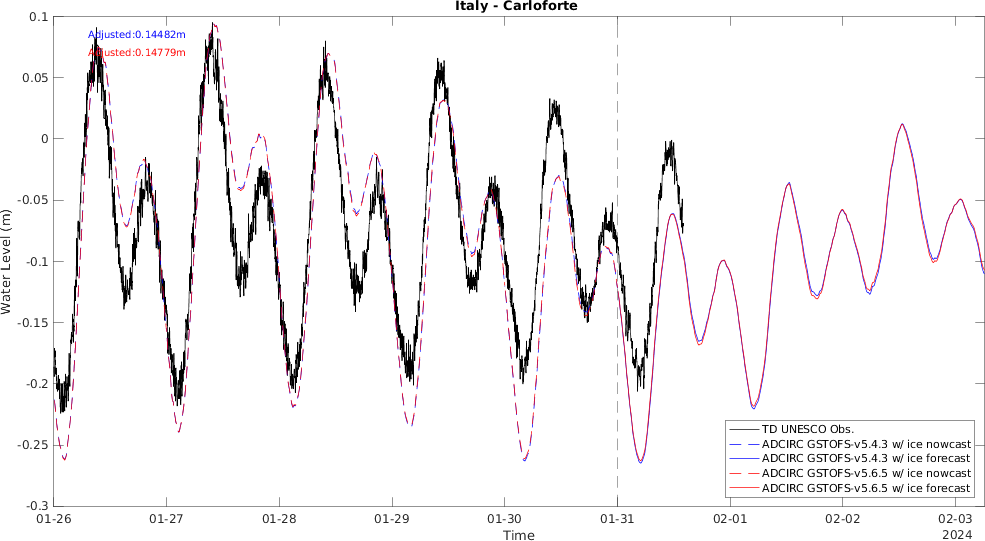 Italy - Carloforte
Adjusted:0.14482m
Adjusted:0.14779m
Water Level (m)
0.1
0.05
0
-0.05
-0.1
-0.15
-0.2
-0.25
-0.3
TD UNESCO Obs.
ADCIRC GSTOFS-v5.4.3 w/ ice nowcast
ADCIRC GSTOFS-v5.4.3 w/ ice forecast
ADCIRC GSTOFS-v5.6.5 w/ ice nowcast
ADCIRC GSTOFS-v5.6.5 w/ ice forecast
01-26 01-27 01-28 01-29 01-30 01-31 02-01 02-02 02-03
Time
2024